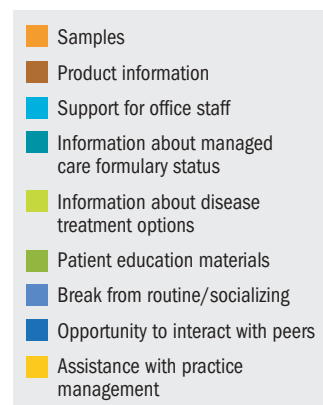 Samples
Product information
Support for office staff
Information about managed
care formulary status
Information about disease
treatment options
Patient education materials
Break from routine/socializing
Opportunity to interact with peers
Assistance with practice
management